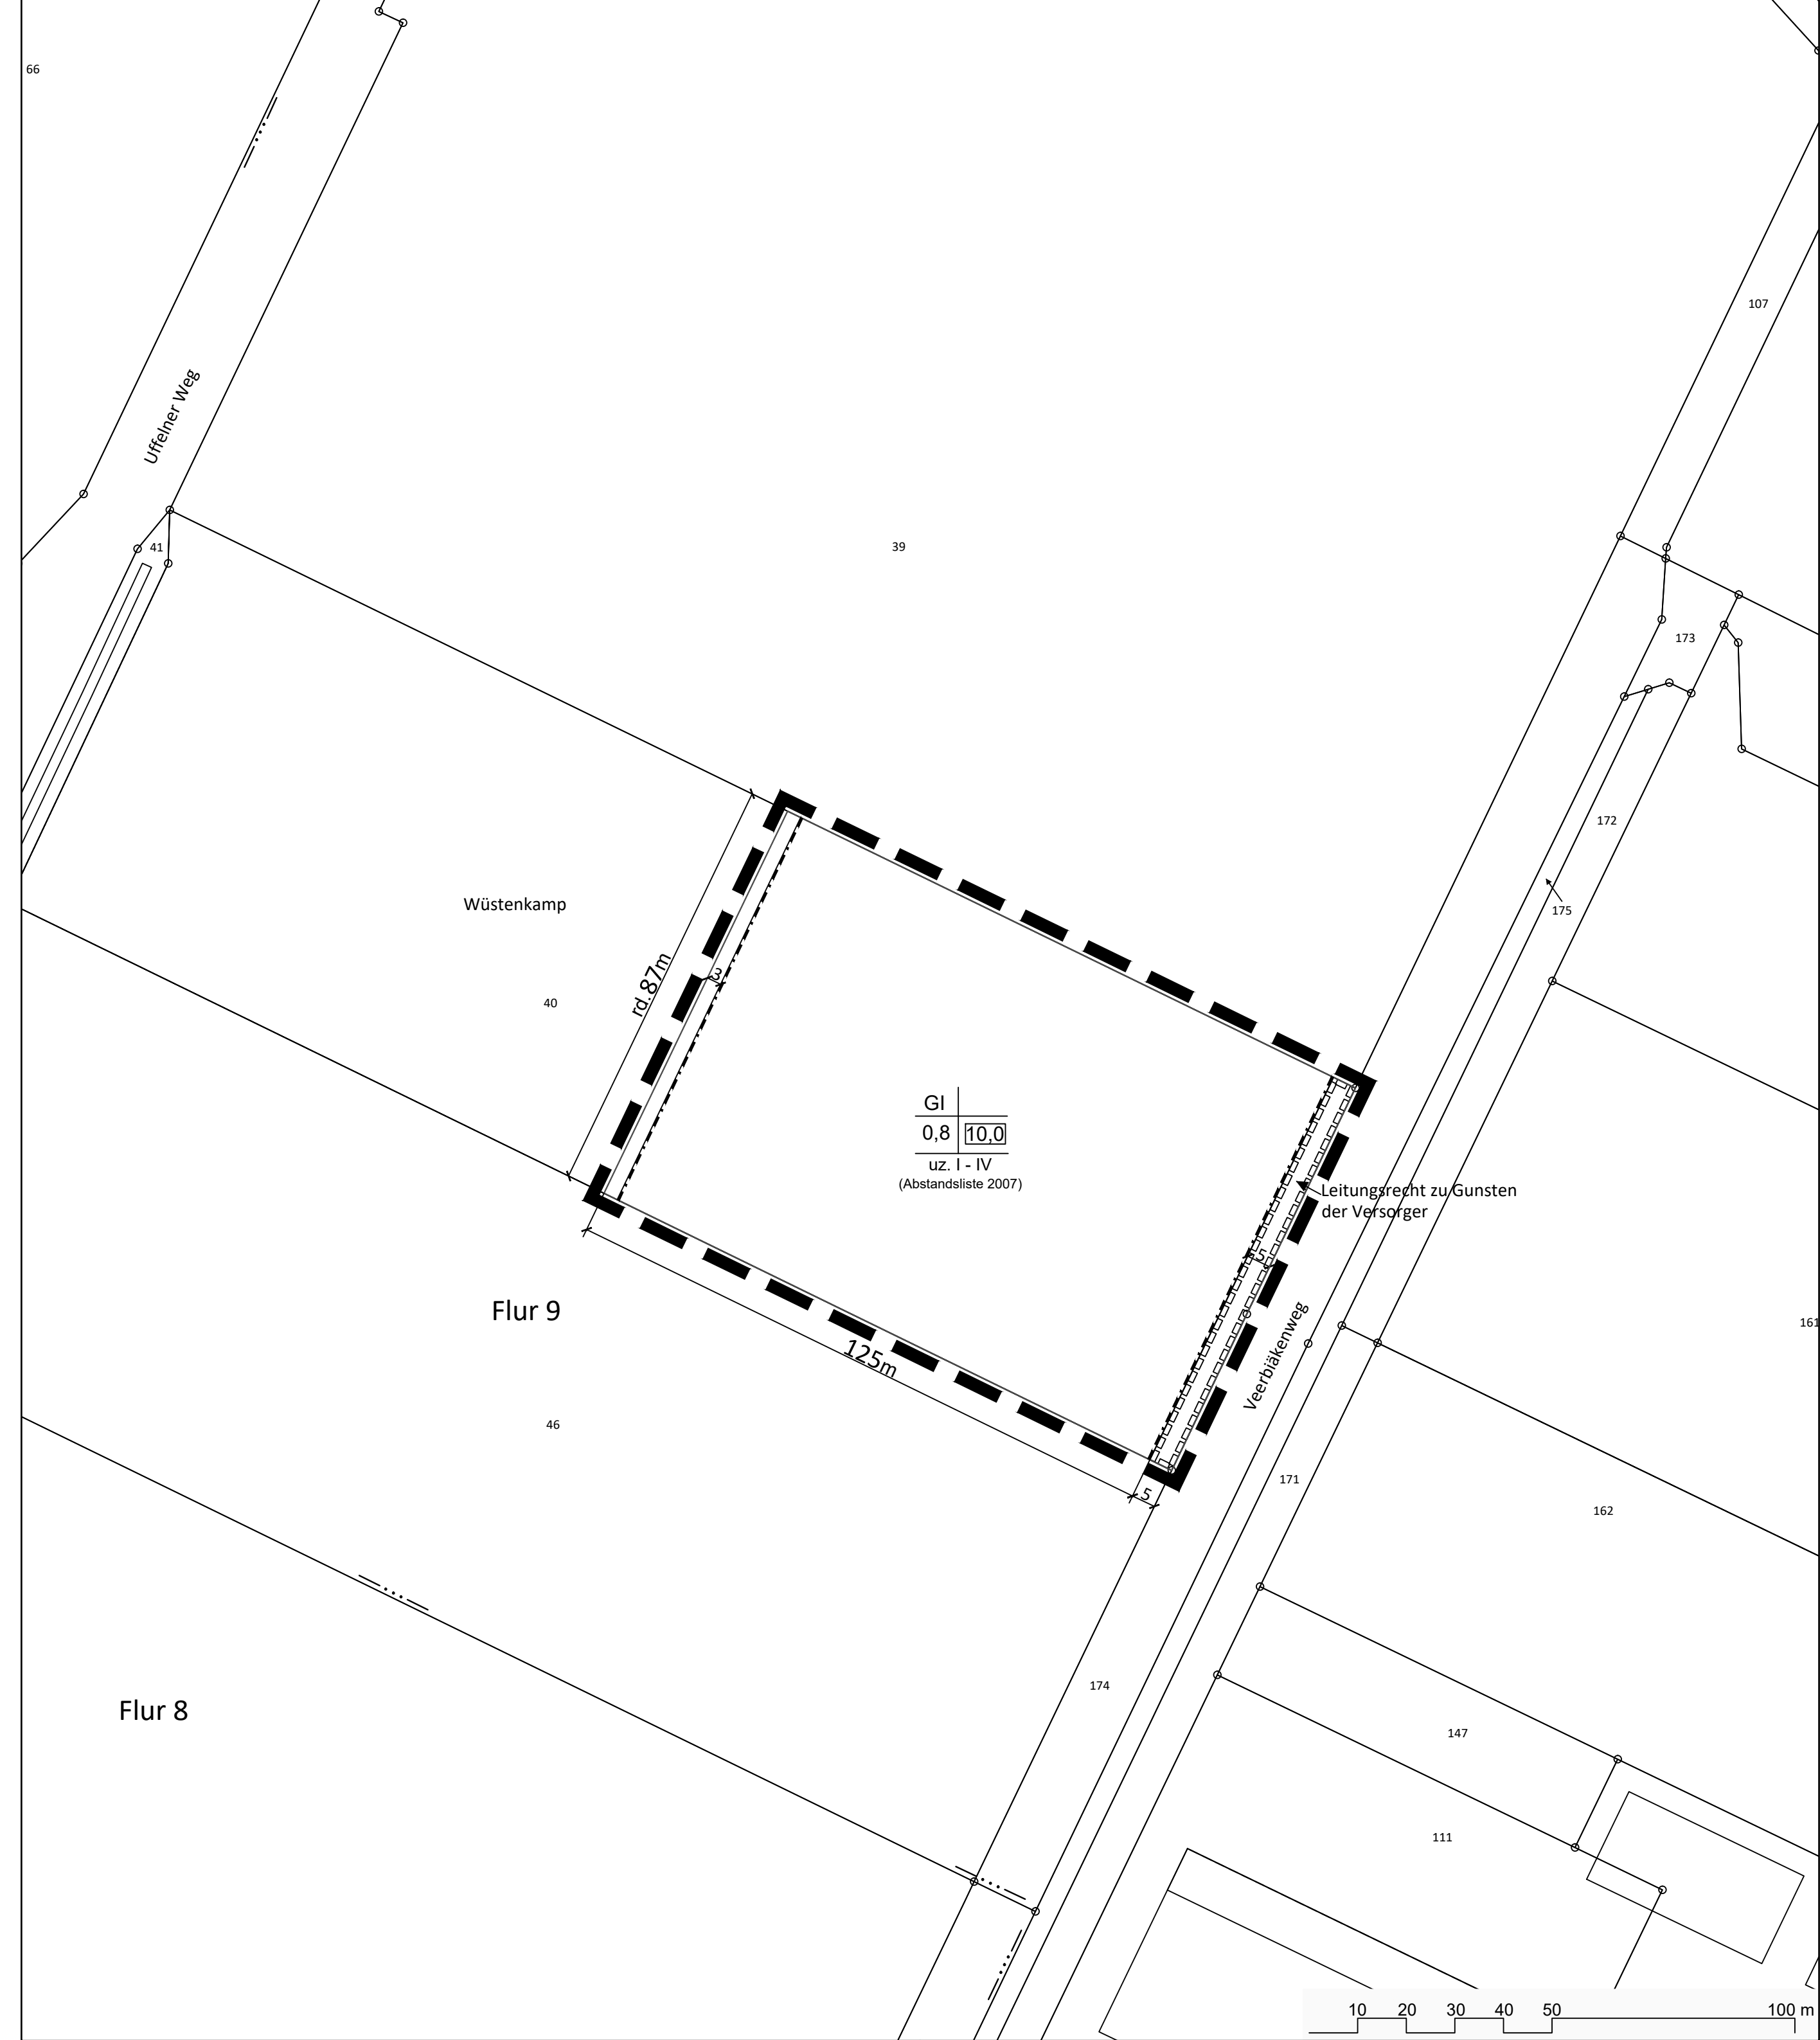 66
107
Uffelner Weg
41
39
173
172
175
Wüstenkamp
rd.87m
3
40
GI
0,8 10,0
uz. I - IV
(Abstandsliste 2007)
Leitungsrecht zu Gunsten
der Versorger
5
Flur 9
125m
Veerbiäkenweg
161
46
5
171
162
174
Flur 8
147
111
10 20 30 40 50 100 m